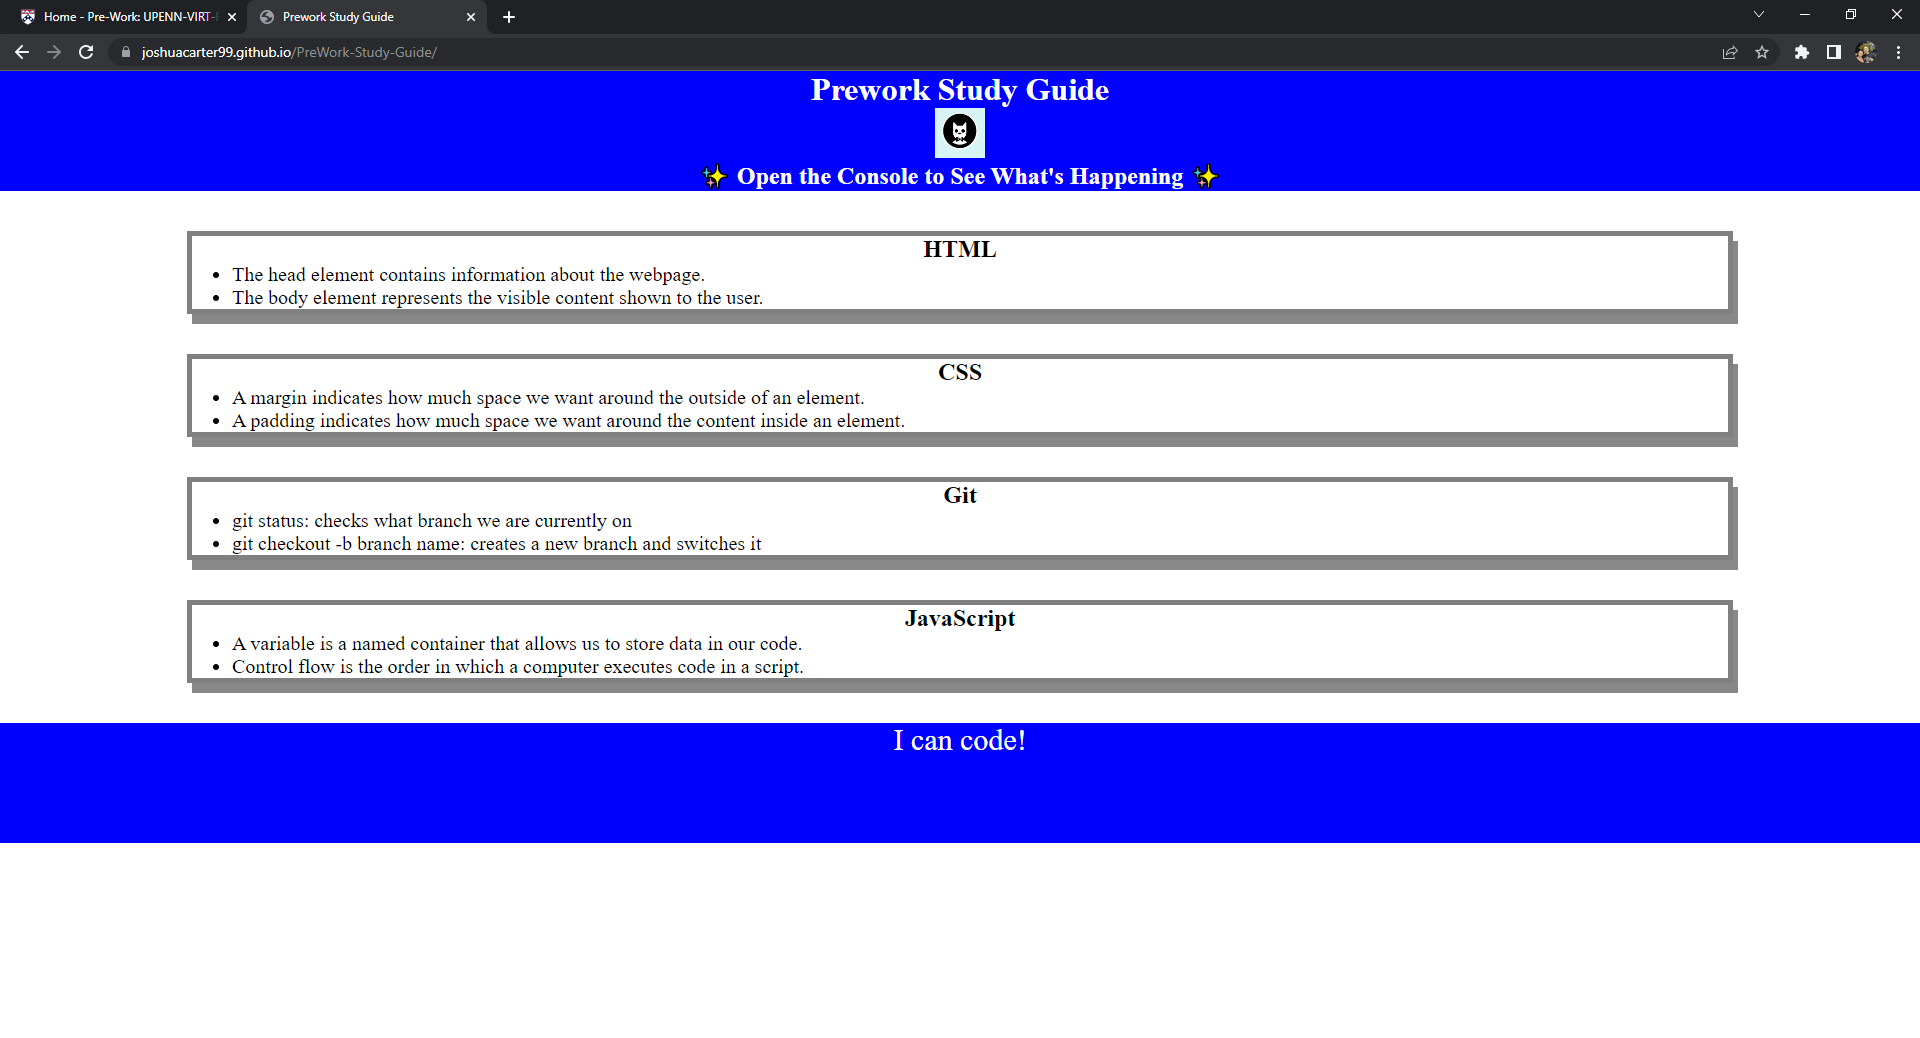 Home - Pre-Work: UPENN-VIRT-
Prework Study Guide
joshuacarter99.github.io/PreWork-Study-Guide/
Prework Study Guide
✨ Open the Console to See What's Happening ✨
HTML
• The head element contains information about the webpage.
• The body element represents the visible content shown to the user.
CSS
• A margin indicates how much space we want around the outside of an element.
• A padding indicates how much space we want around the content inside an element.
Git
• git status: checks what branch we are currently on
• git checkout -b branch name: creates a new branch and switches it
JavaScript
• A variable is a named container that allows us to store data in our code.
• Control flow is the order in which a computer executes code in a script.
I can code!